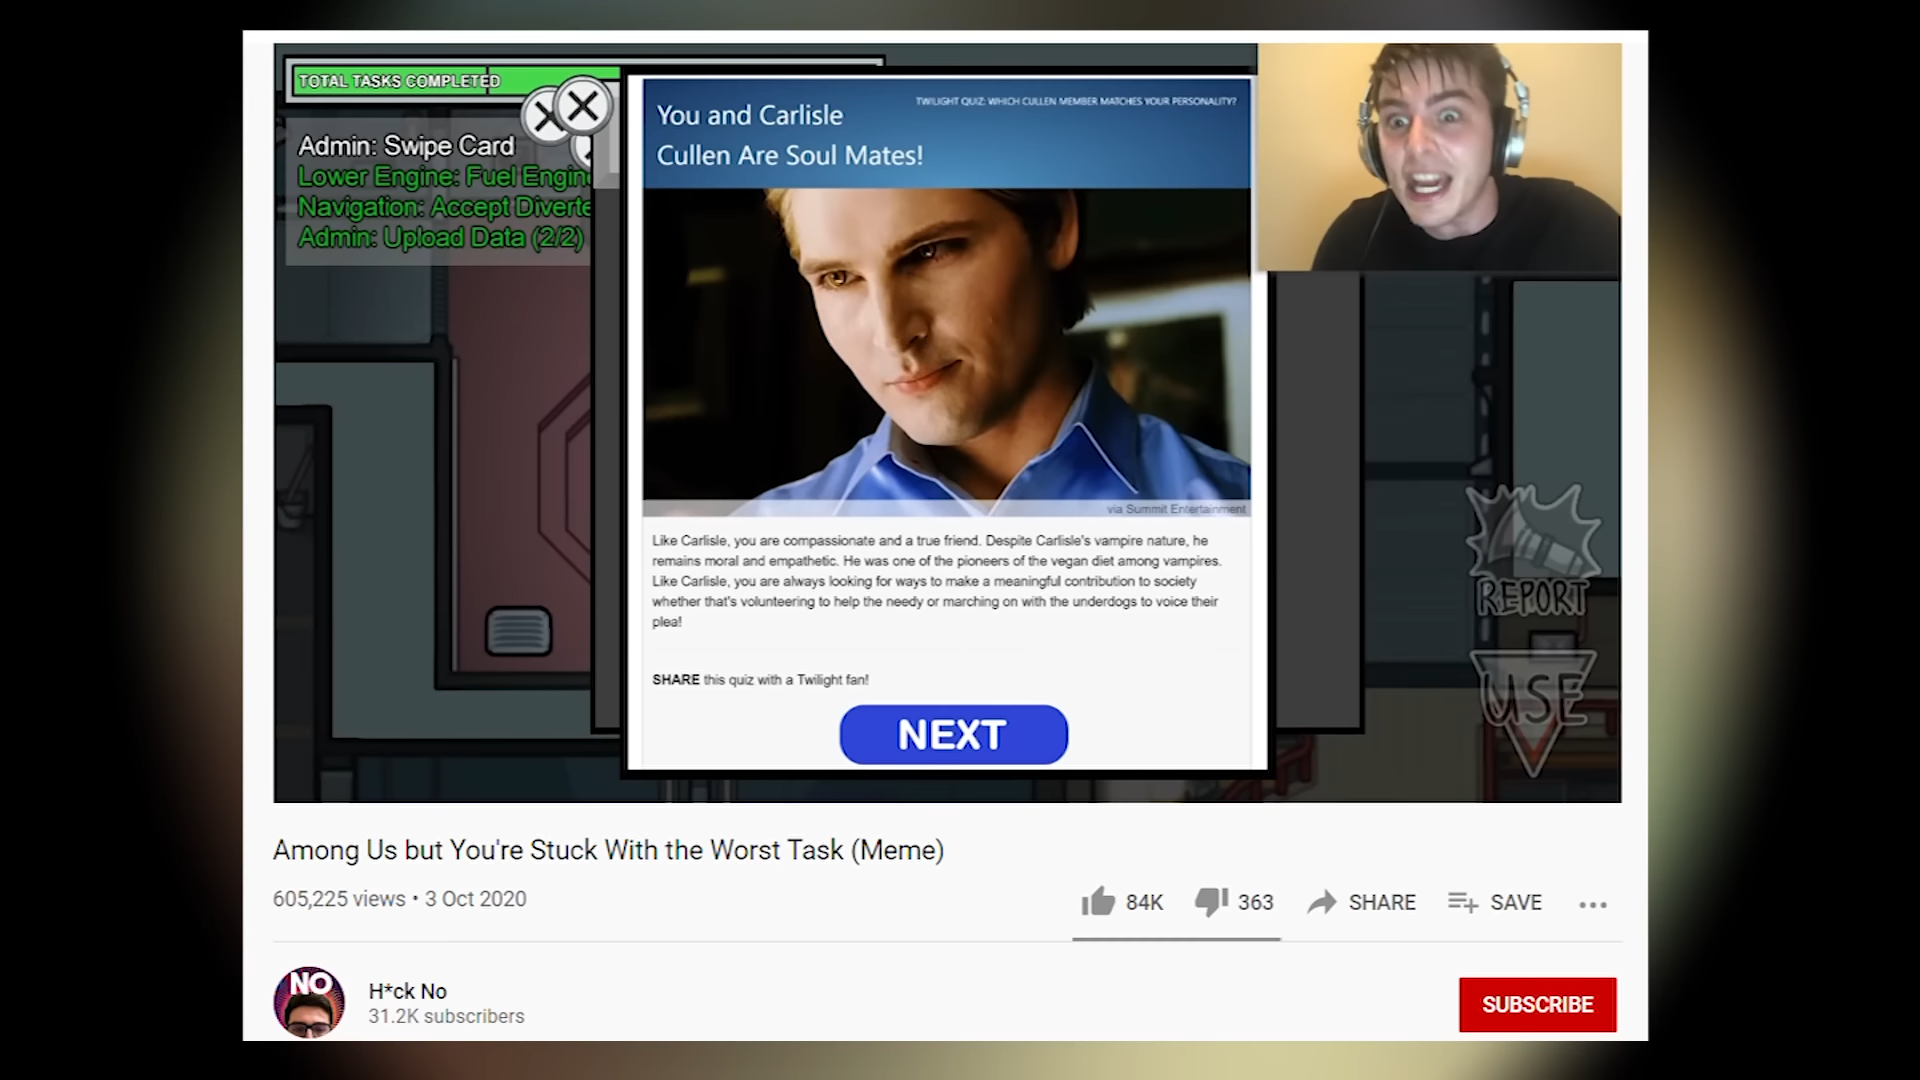 TOTAL TASKS COMPLETED
Admin: Swipe Card
Lower Engine: Fuel Engine
Navigation: Accept Diverte
Admin: Upload Data (2/2)
TWILIGHT QUIZ: WHICH CULLEN MEMBER MATCHES YOUR PERSONALITY?
You and Carlisle
Cullen Are Soul Mates!
via Summit Entertainment
Like Carlisle, you are compassionate and a true friend. Despite Carlisle's vampire nature, he
remains moral and empathetic. He was one of the pioneers of the vegan diet among vampires.
Like Carlisle, you are always looking for ways to make a meaningful contribution to society
whether that's volunteering to help the needy or marching on with the underdogs to voice their
plea!
SHARE this quiz with a Twilight fan!
NEXT
REPORT
USE
Among Us but You're Stuck With the Worst Task (Meme)
605,225 views • 3 Oct 2020
84K
363
SHARE
SAVE
NO
H*ck No
31.2K subscribers
SUBSCRIBE